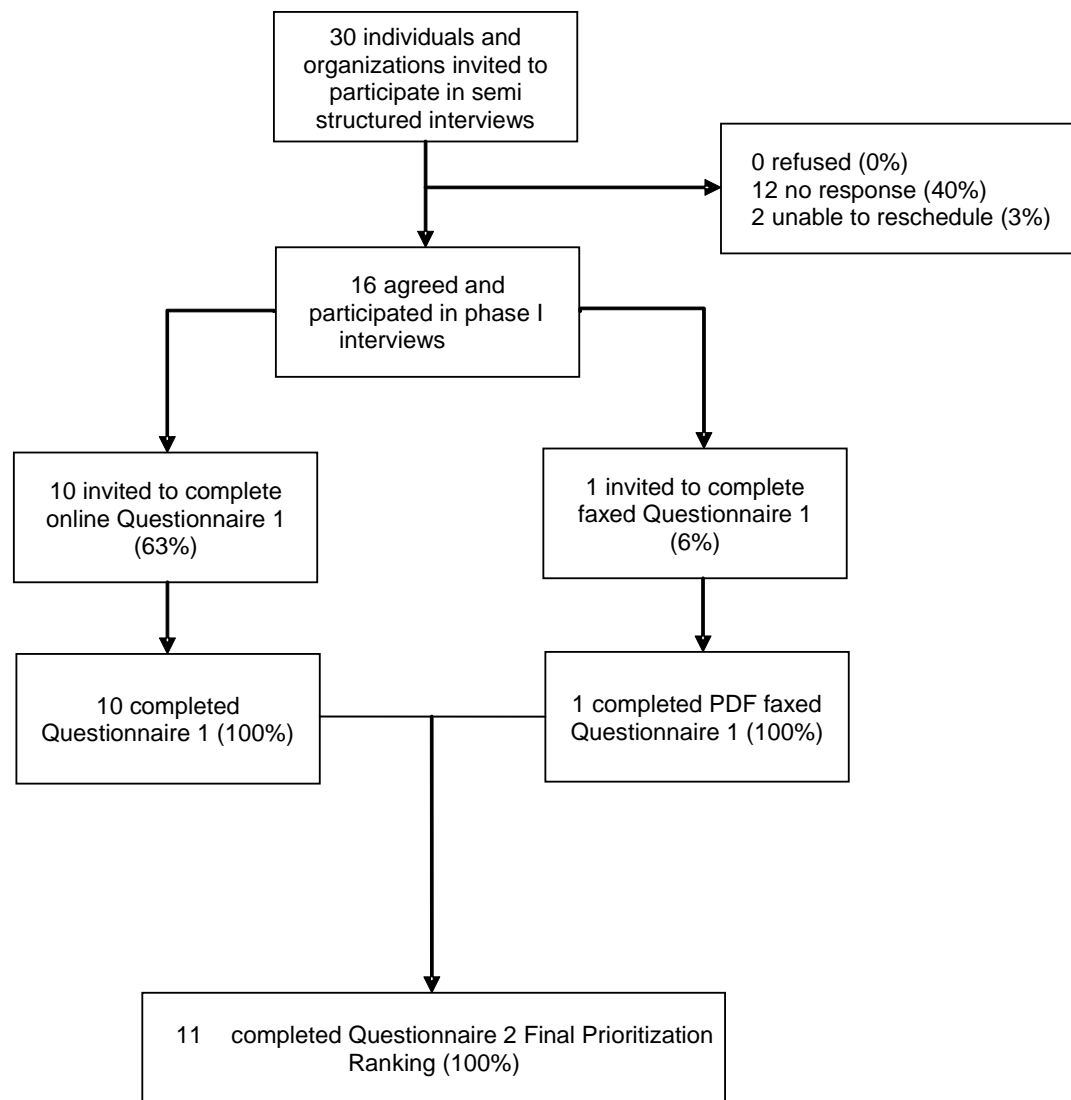 30 individuals and
organizations invited to
participate in semi
structured interviews
0 refused (0%)
12 no response (40%)
2 unable to reschedule (3%)
16 agreed and
participated in phase I
interviews
10 invited to complete
online Questionnaire 1
(63%)
1 invited to complete
faxed Questionnaire 1
(6%)
10 completed
Questionnaire 1 (100%)
1 completed PDF faxed
Questionnaire 1 (100%)
11 completed Questionnaire 2 Final Prioritization
Ranking (100%)